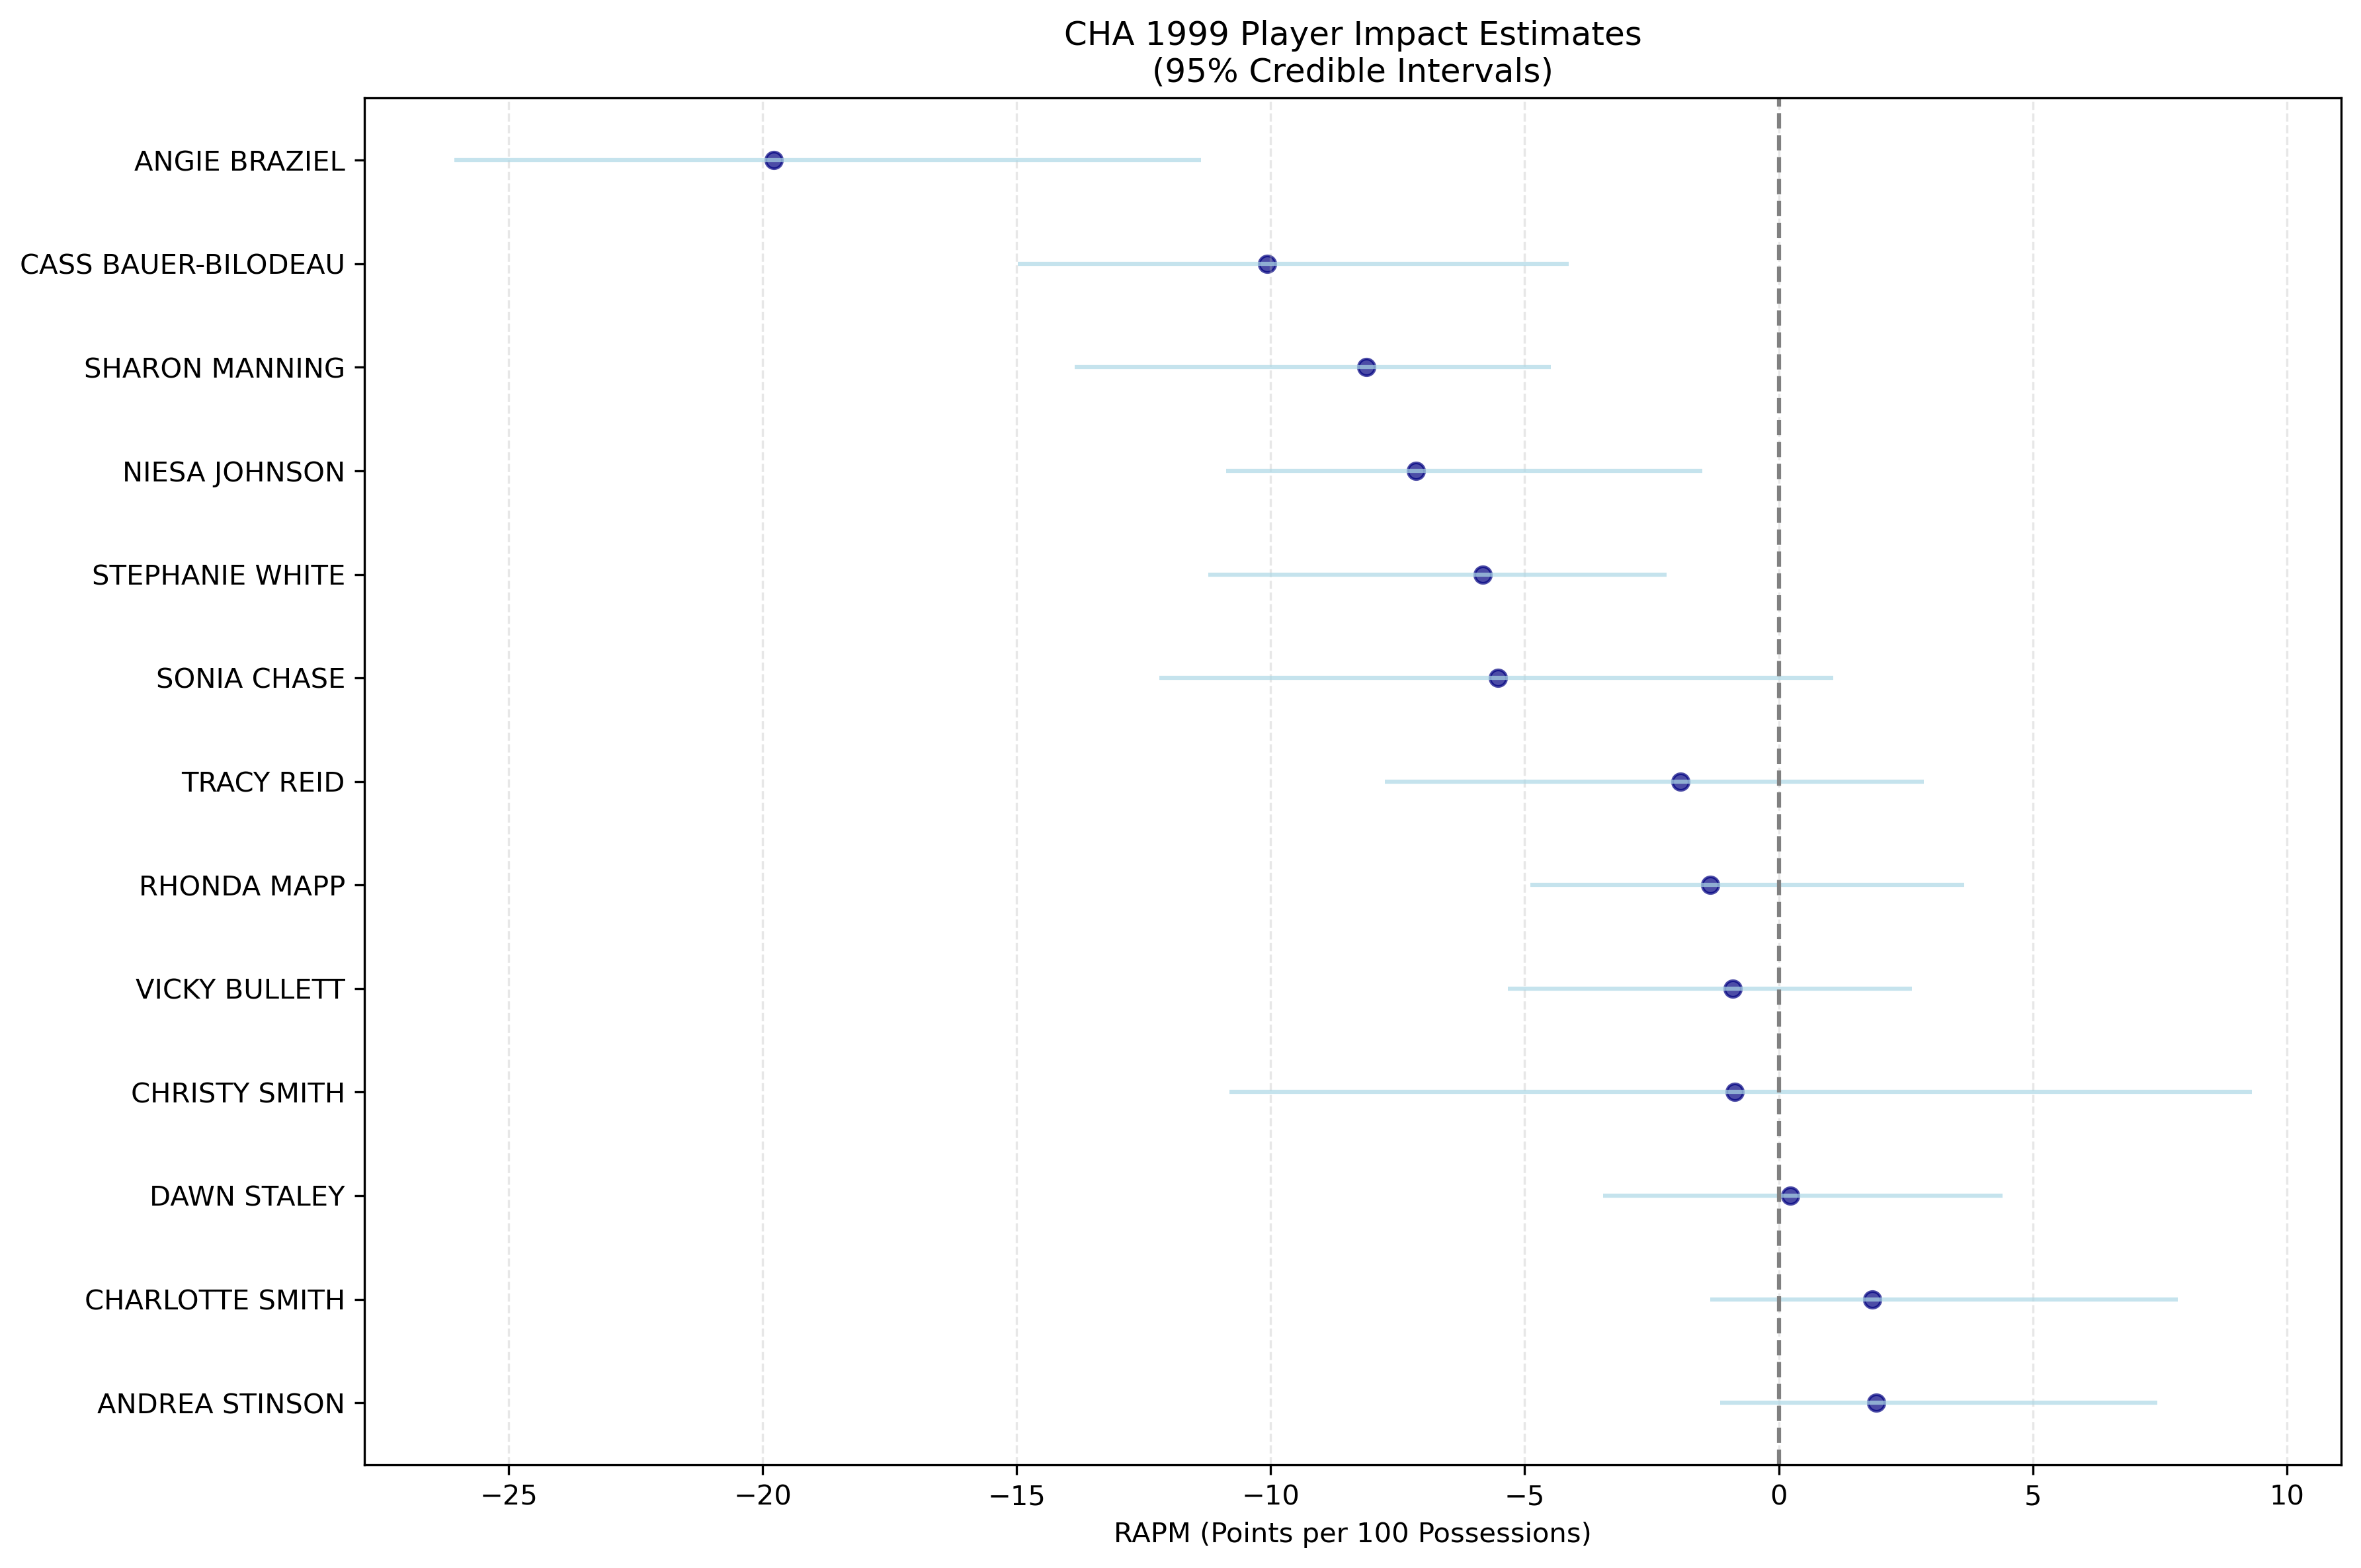 CHA 1999 Player Impact Estimates
(95% Credible Intervals)
ANGIE BRAZIEL
CASS BAUER-BILODEAU
SHARON MANNING
NIESA JOHNSON
STEPHANIE WHITE
SONIA CHASE
TRACY REID
RHONDA MAPP
VICKY BULLETT
CHRISTY SMITH
DAWN STALEY
CHARLOTTE SMITH
ANDREA STINSON
−25 −20 −15 −10 −5 0 5 10
RAPM (Points per 100 Possessions)